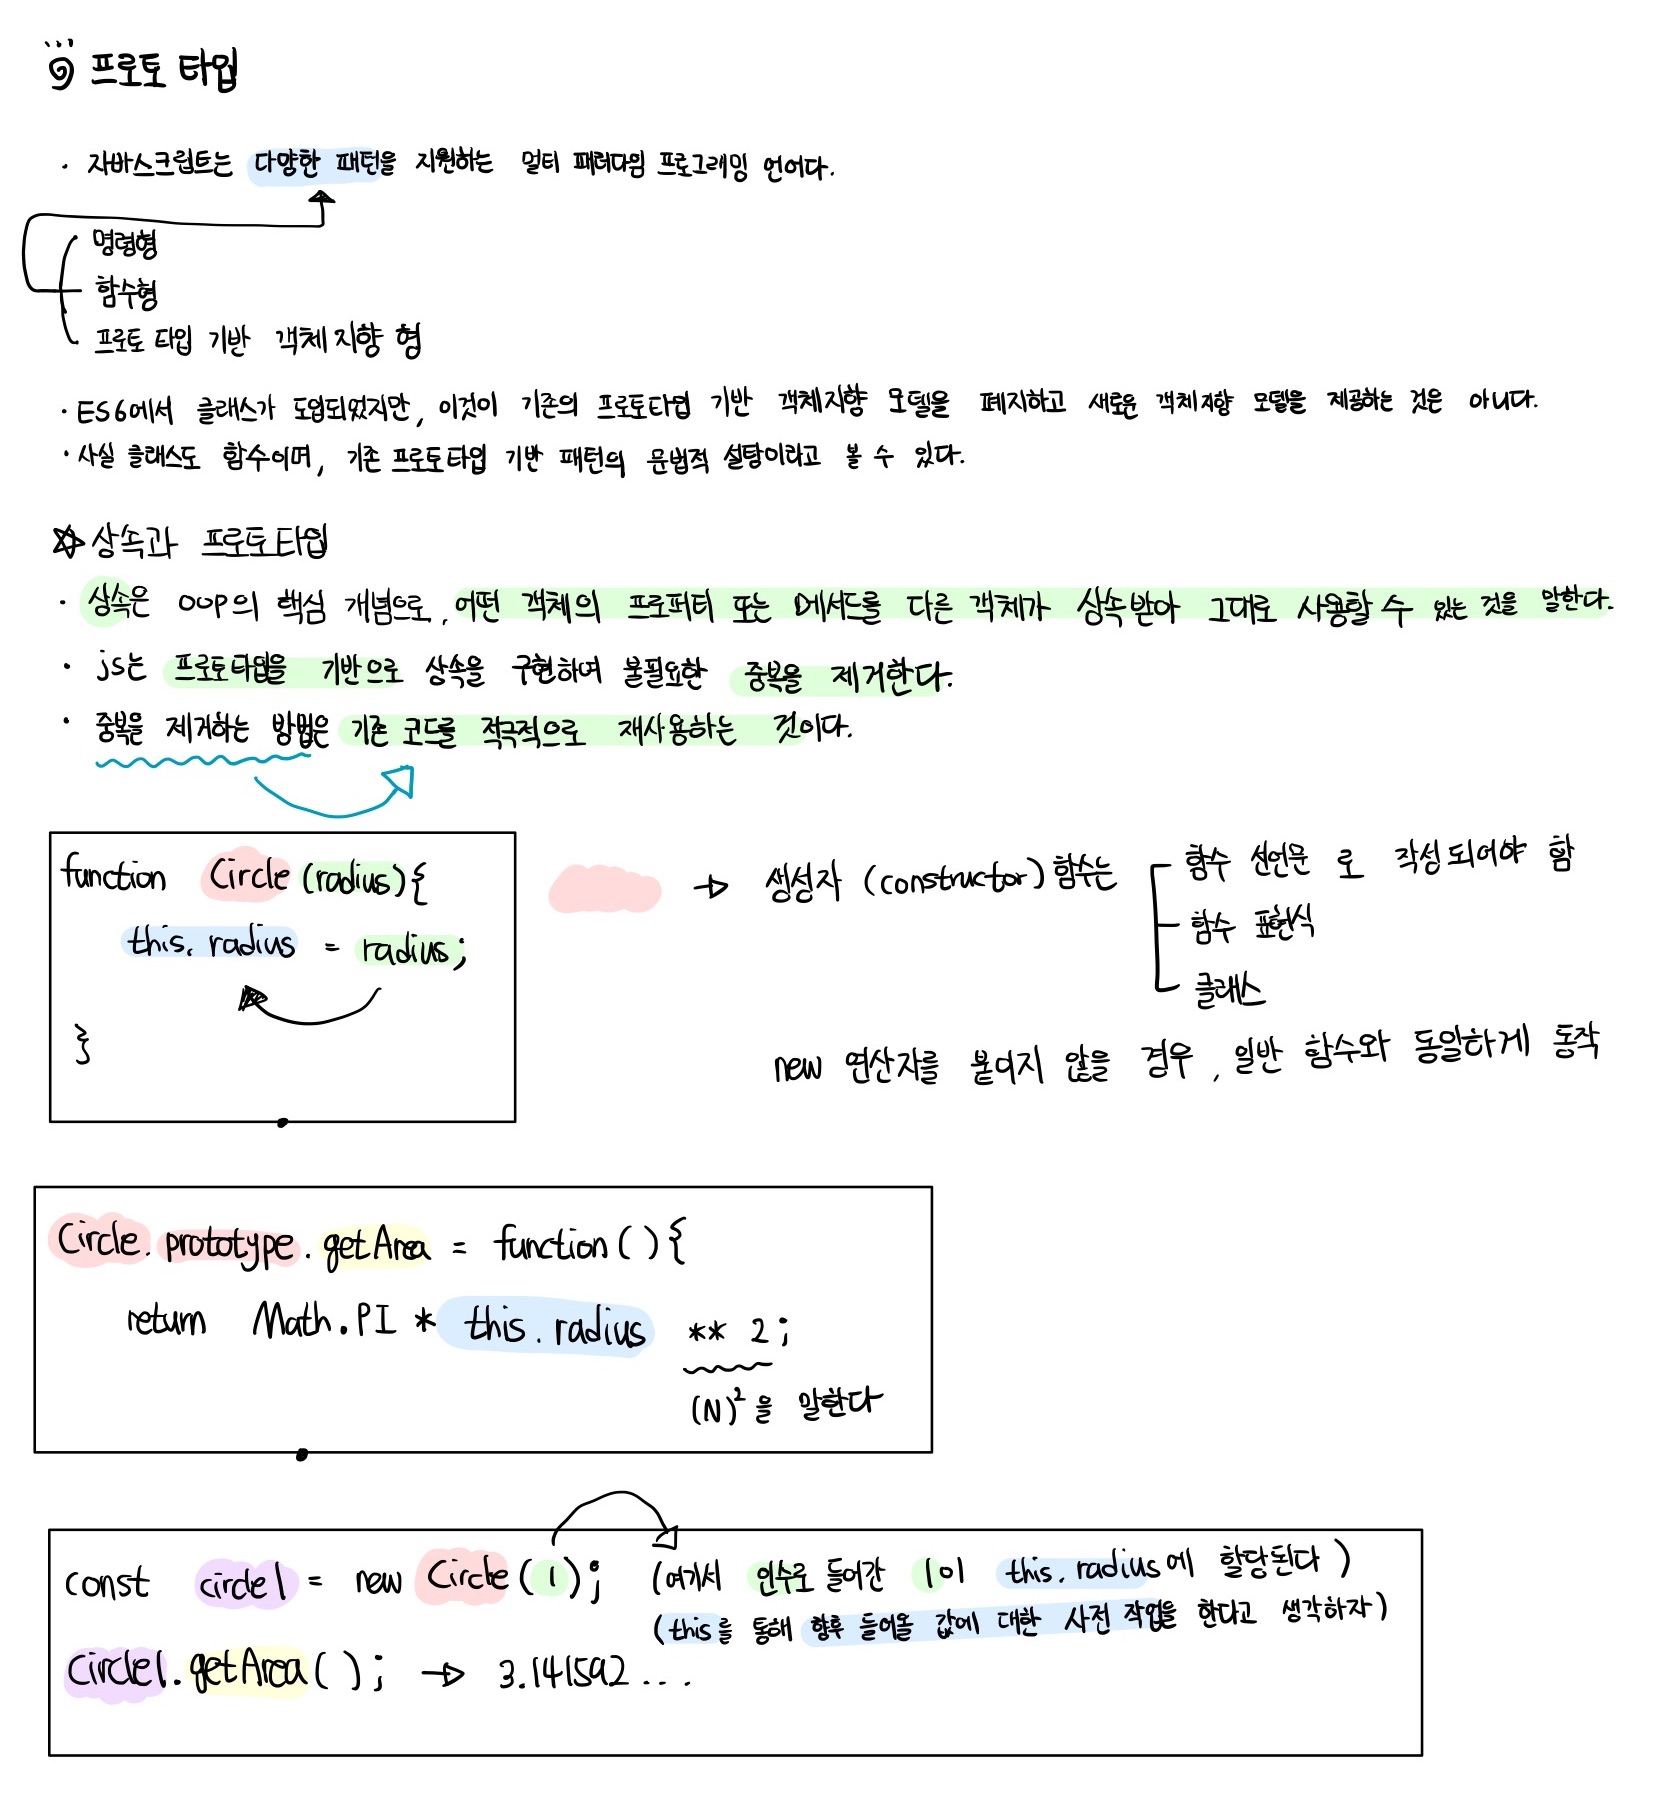 프로토타입
· 자바스크립트는 다양한 패턴을 지원하는 멀티 패러다임 프로그래밍 언어다.
명령형
함수형
프로토타입 기반 객체지향 형
· ES6에서 클래스가 도입되었지만, 이것이 기존의 프로토타입 기반 객체지향 모델을 폐지하고 새로운 객체지향 모델을 제공하는 것은 아니다.
· 사실 클래스도 함수이며, 기존 프로토타입 기반 패턴의 문법적 설탕이라고 볼 수 있다.
☆ 상속과 프로토타입
· 상속은 OOP의 핵심 개념으로, 어떤 객체의 프로퍼티 또는 메서드를 다른 객체가 상속받아 그대로 사용할 수 있는 것을 말한다.
· js는 프로토타입을 기반으로 상속을 구현하여 불필요한 중복을 제거한다.
· 중복을 제거하는 방법은 기존 코드를 적극적으로 재사용하는 것이다.
function Circle (radius){
this.radius = radius;
}
→ 생성자 (constructor) 함수는
함수 선언문 로 작성되어야 함
함수 표현식
클래스
new 연산자를 붙이지 않을 경우, 일반 함수와 동일하게 동작
Circle.prototype.getArea = function(){
return Math.PI * this.radius ** 2;
(N)²을 말한다
const circle1 = new Circle(1); (여기서 인수로 들어간 1이 this.radius에 할당된다)
(this를 통해 향후 들어올 값에 대한 사전 작업을 한다고 생각하자)
circle1.getArea(); → 3.141592...